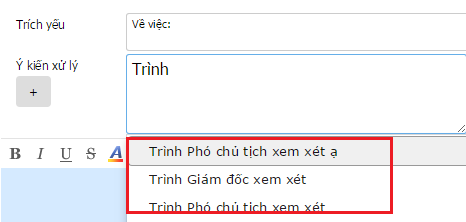 Trích yếu
Về việc:
Ý kiến xử lý
+
Trình
B I U S A
Trình Phó chủ tịch xem xét ạ
Trình Giám đốc xem xét
Trình Phó chủ tịch xem xét